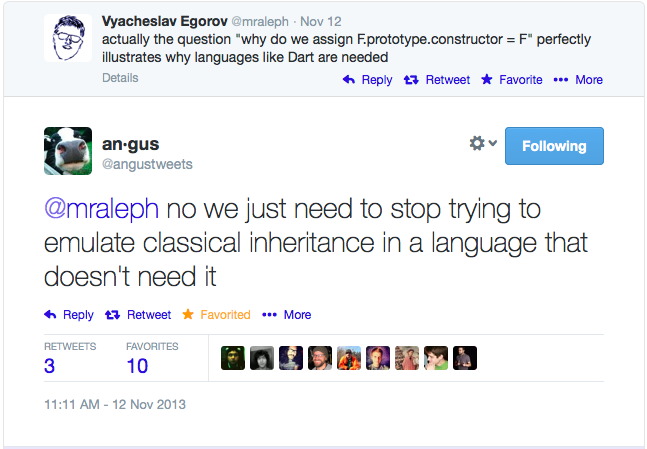 Vyacheslav Egorov @mraleph · Nov 12
actually the question "why do we assign F.prototype.constructor = F" perfectly
illustrates why languages like Dart are needed
Details
Reply Retweet Favorite ••• More
an·gus
@angustweets
Following
@mraleph no we just need to stop trying to
emulate classical inheritance in a language that
doesn't need it
Reply Retweet Favorited ••• More
RETWEETS FAVORITES
3 10
11:11 AM - 12 Nov 2013